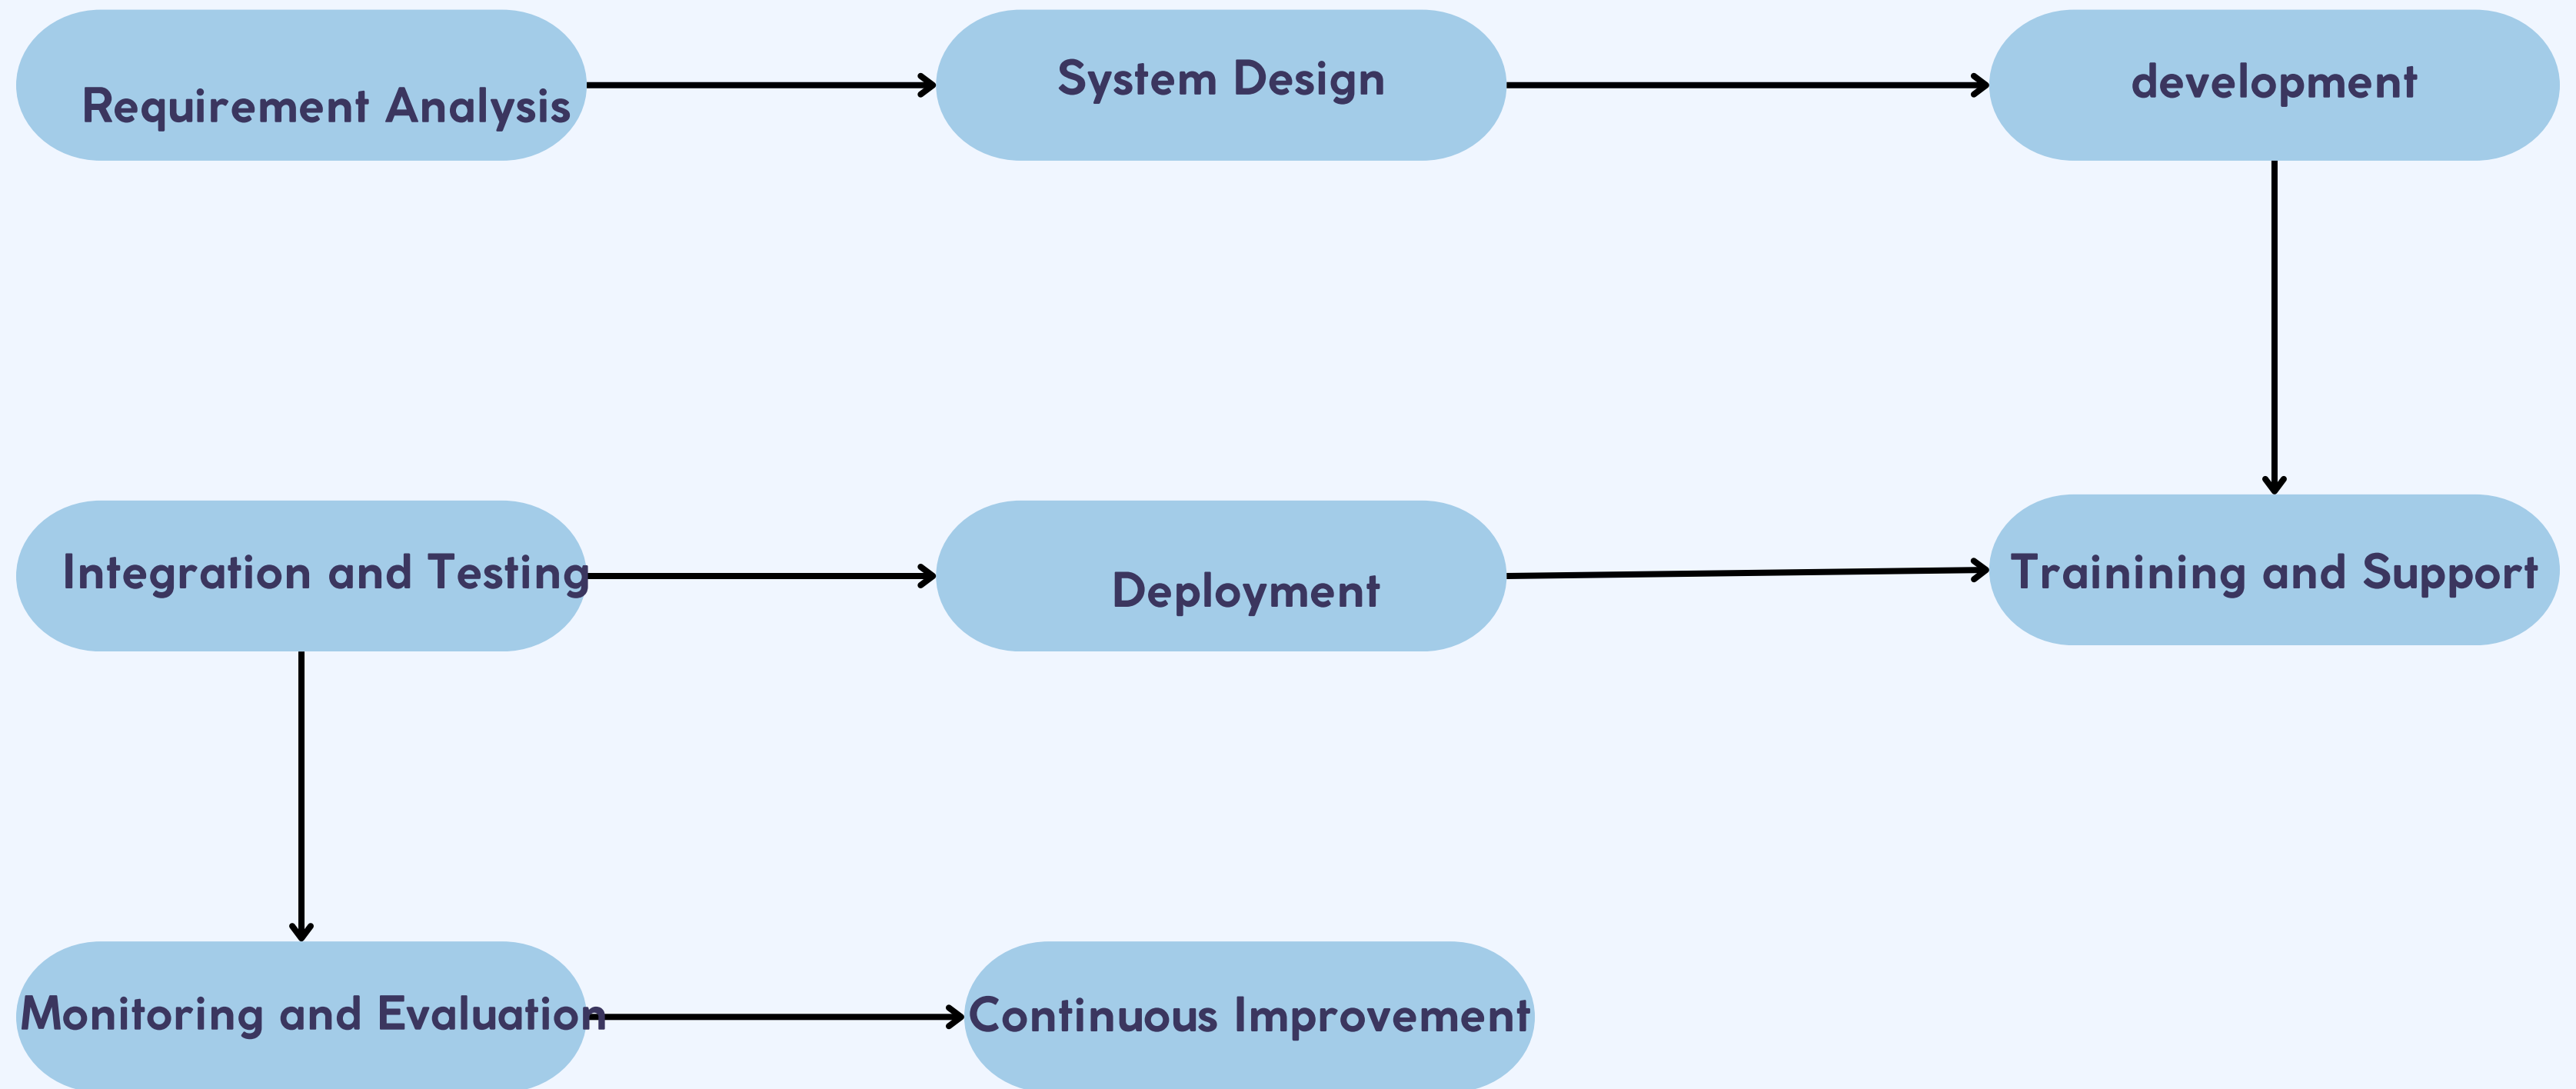 Requirement Analysis
System Design
development
Integration and Testing
Deployment
Trainining and Support
Monitoring and Evaluation
Continuous Improvement